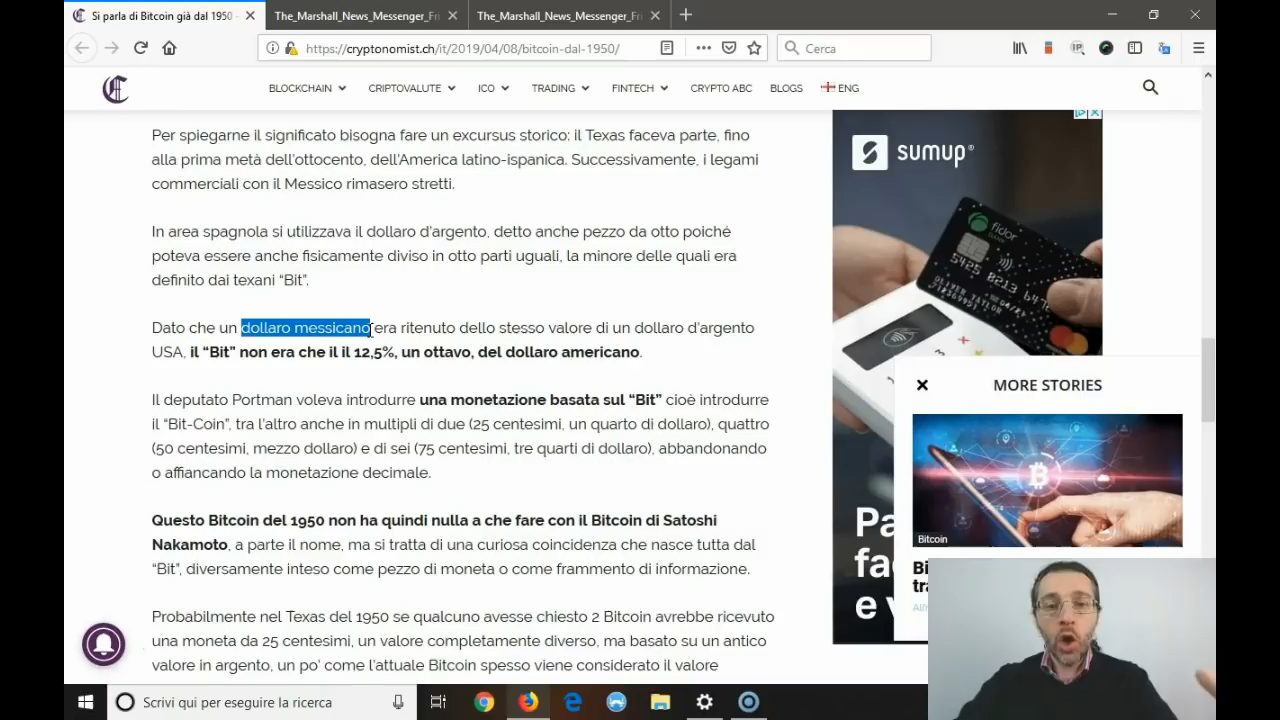 Si parla di Bitcoin già dal 1950
The_Marshall_News_Messenger_Fri
The_Marshall_News_Messenger_Fri
https://cryptonomist.ch/it/2019/04/08/bitcoin-dal-1950/
Cerca
BLOCKCHAIN CRIPTOVALUTE ICO TRADING FINTECH CRYPTO ABC BLOGS ENG
Per spiegarne il significato bisogna fare un excursus storico: il Texas faceva parte, fino
alla prima metà dell'ottocento, dell'America latino-ispanica. Successivamente, i legami
commerciali con il Messico rimasero stretti.
In area spagnola si utilizzava il dollaro d'argento, detto anche pezzo da otto poiché
poteva essere anche fisicamente diviso in otto parti uguali, la minore delle quali era
definito dai texani “Bit”.
Dato che un dollaro messicano era ritenuto dello stesso valore di un dollaro d'argento
USA, il “Bit” non era che il il 12,5%, un ottavo, del dollaro americano.
Il deputato Portman voleva introdurre una monetazione basata sul “Bit” cioè introdurre
il “Bit-Coin”, tra l'altro anche in multipli di due (25 centesimi, un quarto di dollaro), quattro
(50 centesimi, mezzo dollaro) e di sei (75 centesimi, tre quarti di dollaro), abbandonando
o affiancando la monetazione decimale.
Questo Bitcoin del 1950 non ha quindi nulla a che fare con il Bitcoin di Satoshi
Nakamoto, a parte il nome, ma si tratta di una curiosa coincidenza che nasce tutta dal
“Bit”, diversamente inteso come pezzo di moneta o come frammento di informazione.
Probabilmente nel Texas del 1950 se qualcuno avesse chiesto 2 Bitcoin avrebbe ricevuto
una moneta da 25 centesimi, un valore completamente diverso, ma basato su un antico
valore in argento, un po' come l'attuale Bitcoin spesso viene considerato il valore
sumup®
fidor
BANK
5425
MORE STORIES
Bitcoin
Scrivi qui per eseguire la ricerca